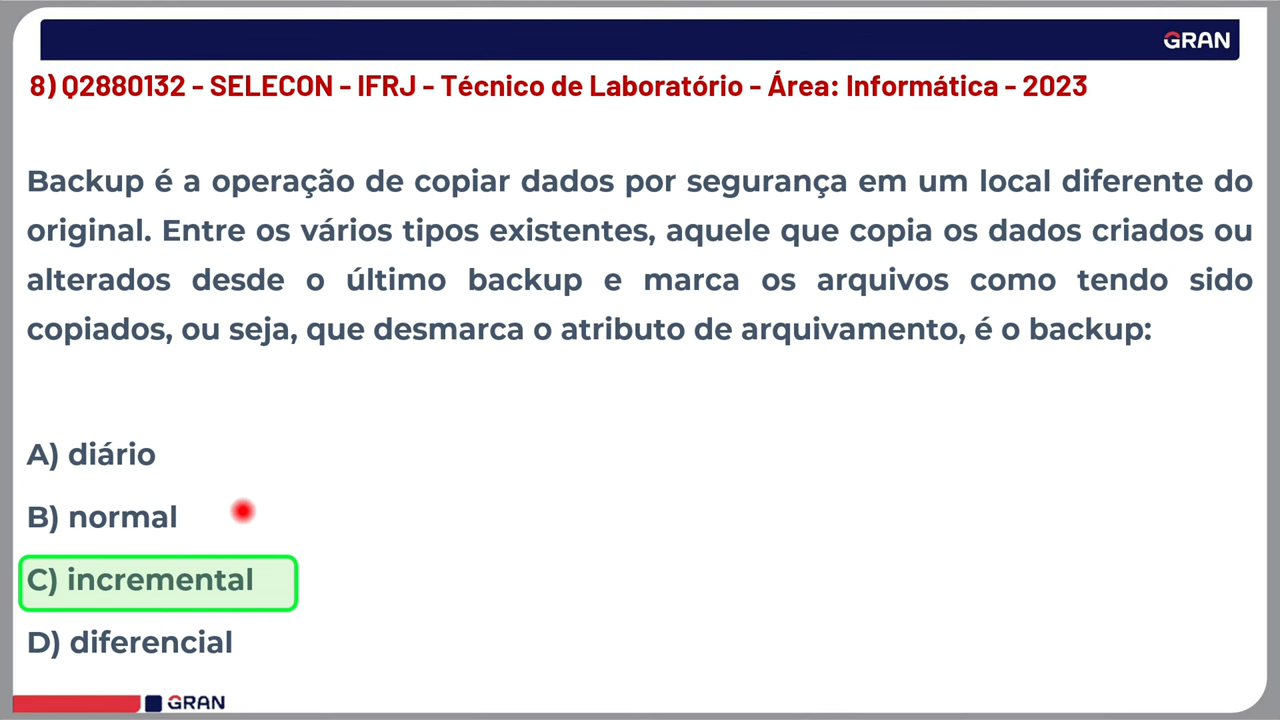 GRAN
8) Q2880132 - SELECON - IFRJ - Técnico de Laboratório - Área: Informática - 2023
Backup é a operação de copiar dados por segurança em um local diferente do
original. Entre os vários tipos existentes, aquele que copia os dados criados ou
alterados desde o último backup e marca os arquivos como tendo sido
copiados, ou seja, que desmarca o atributo de arquivamento, é o backup:
A) diário
B) normal
C) incremental
D) diferencial
GRAN